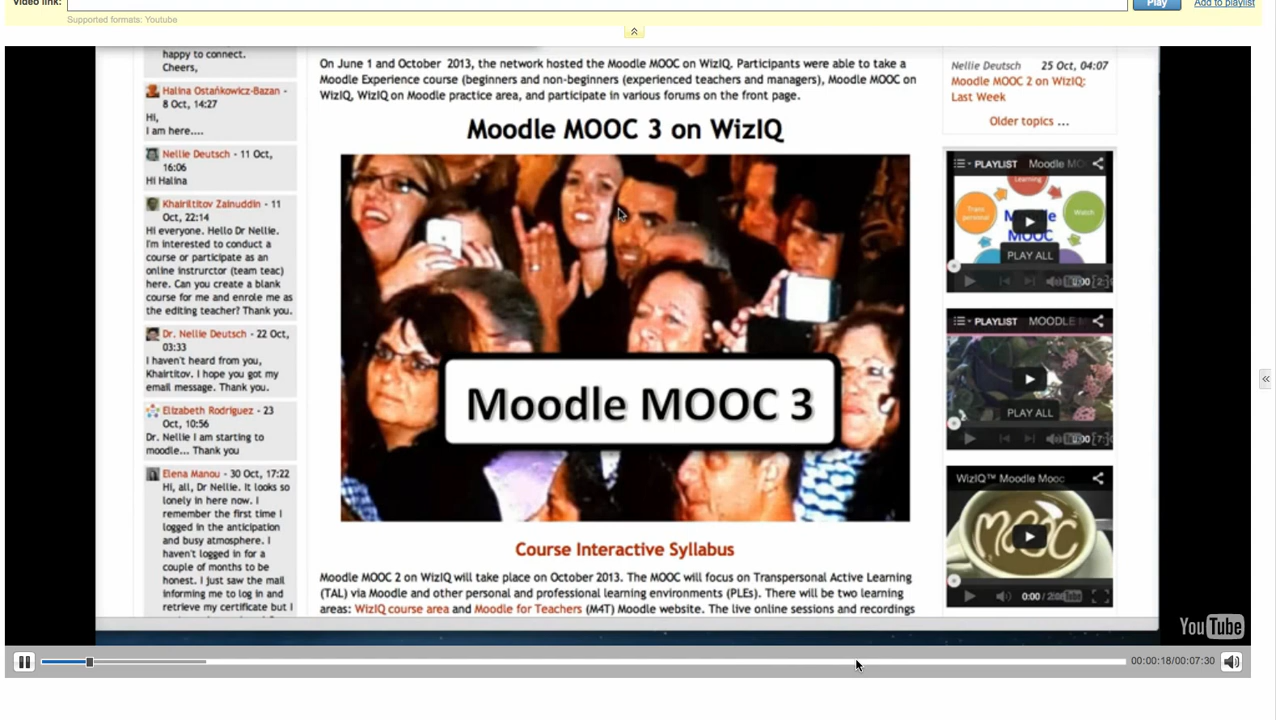 Video link:
Play
Add to playlist
Supported formats: Youtube
happy to connect.
Cheers,
Halina Ostańkowicz-Bazan -
8 Oct, 14:27
Hi,
I am here....
Nellie Deutsch - 11 Oct,
16:06
Hi Halina
Khairiltitov Zainuddin - 11
Oct, 22:14
Hi everyone. Hello Dr Nellie.
I'm interested to conduct a
course or participate as an
online instrurctor (team teac)
here. Can you create a blank
course for me and enrole me as
the editing teacher? Thank you.
Dr. Nellie Deutsch - 22 Oct,
03:33
I haven't heard from you,
Khairtitov. I hope you got my
email message. Thank you.
Elizabeth Rodriguez - 23
Oct, 10:56
Dr. Nellie I am starting to
moodle... Thank you
Elena Manou - 30 Oct, 17:22
Hi, all, Dr Nellie. It looks so
lonely in here now. I
remember the first time I
logged in the anticipation
and busy atmosphere. I
haven't logged in for a
couple of months to be
honest. I just saw the mail
informing me to log in and
retrieve my certificate but I
On June 1 and October 2013, the network hosted the Moodle MOOC on WizIQ. Participants were able to take a
Moodle Experience course (beginners and non-beginners (experienced teachers and managers), Moodle MOOC on
WizIQ, WizIQ on Moodle practice area, and participate in various forums on the front page.
Moodle MOOC 3 on WizIQ
Moodle MOOC 3
Course Interactive Syllabus
Moodle MOOC 2 on WizIQ will take place on October 2013. The MOOC will focus on Transpersonal Active Learning
(TAL) via Moodle and other personal and professional learning environments (PLEs). There will be two learning
areas: WizIQ course area and Moodle for Teachers (M4T) Moodle website. The live online sessions and recordings
Nellie Deutsch 25 Oct, 04:07
Moodle MOOC 2 on WizIQ:
Last Week
Older topics ...
PLAYLIST Moodle MO
Learning
Trans personal
Watch
MOOC
PLAY ALL
PLAYLIST MOODLE
PLAY ALL
WizIQ™ Moodle Mooc
MOOC
0:00
YouTube
00:00:18/00:07:30